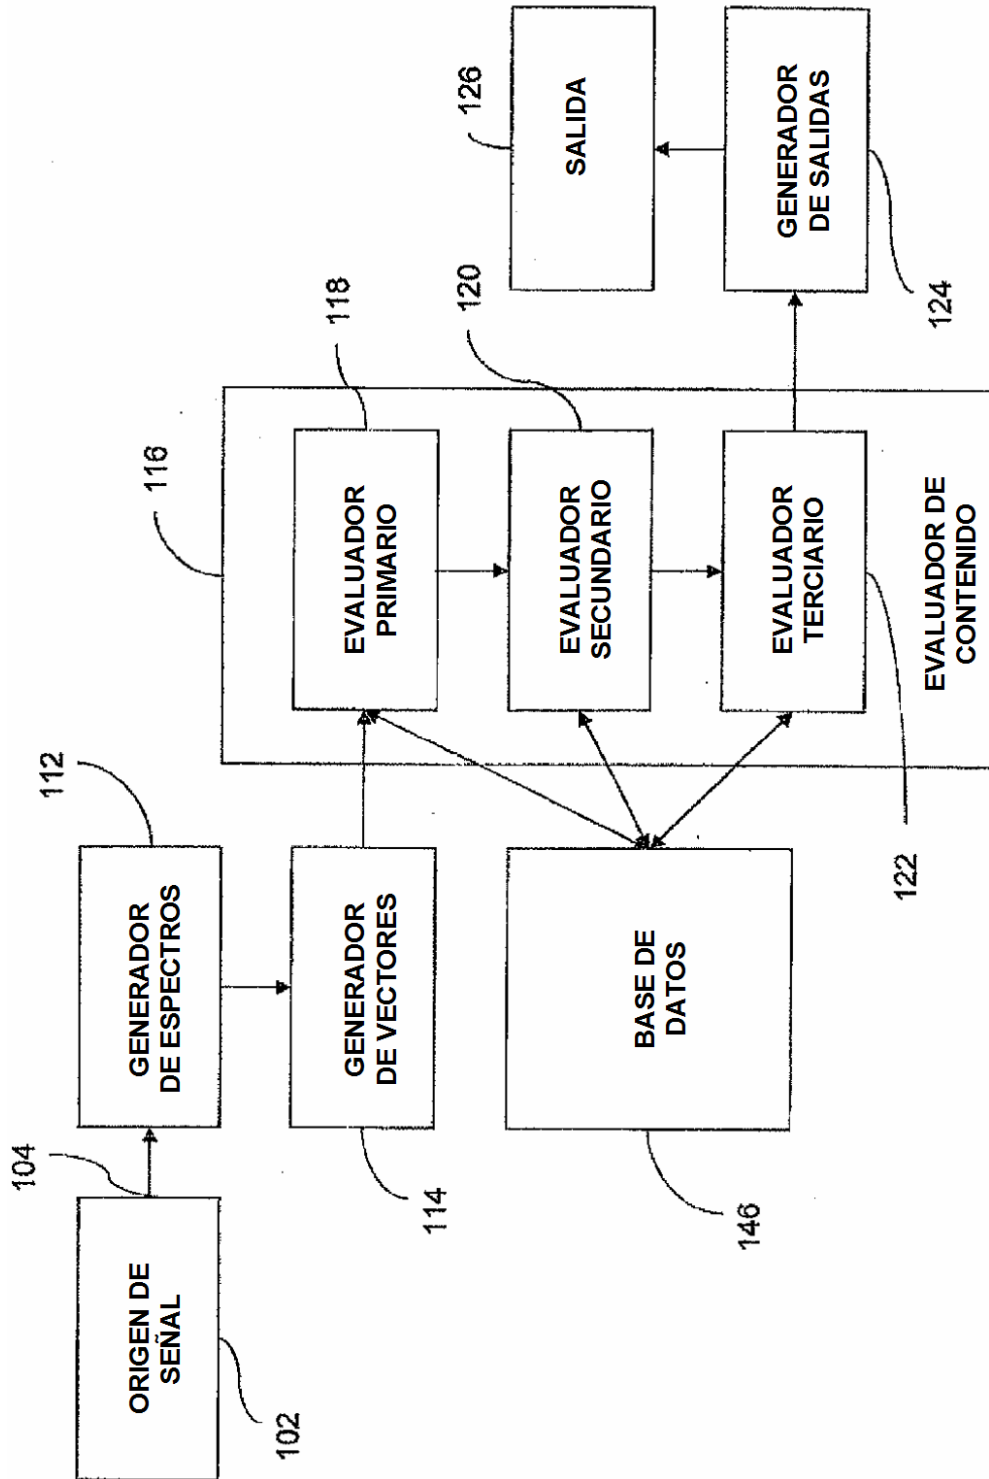 ORIGEN DE
SEÑAL
102
104
GENERADOR
DE ESPECTROS
112
GENERADOR
DE VECTORES
114
BASE DE
DATOS
146
116
EVALUADOR
PRIMARIO
118
EVALUADOR
SECUNDARIO
120
EVALUADOR
TERCIARIO
122
EVALUADOR DE
CONTENIDO
SALIDA
126
GENERADOR
DE SALIDAS
124